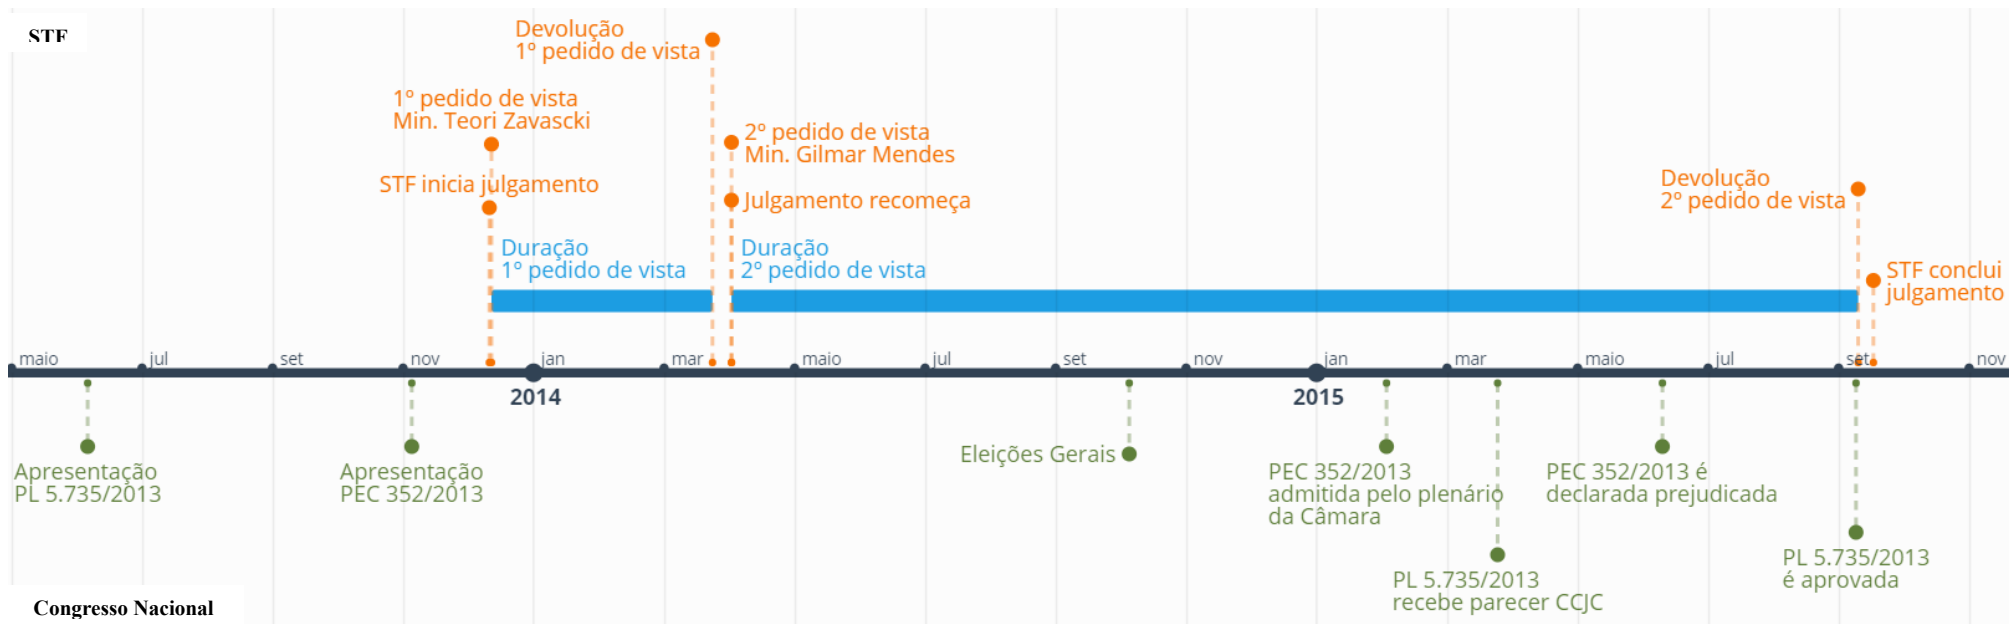 STF
Devolução
1º pedido de vista
1º pedido de vista
Min. Teori Zavascki
2º pedido de vista
Min. Gilmar Mendes
STF inicia julgamento
Julgamento recomeça
Devolução
2º pedido de vista
Duração
1º pedido de vista
Duração
2º pedido de vista
STF conclui
julgamento
maio jul set nov jan mar maio jul set nov jan mar maio jul set nov
2014 2015
Apresentação
PL 5.735/2013
Apresentação
PEC 352/2013
Eleições Gerais
PEC 352/2013
admitida pelo plenário
da Câmara
PEC 352/2013 é
declarada prejudicada
PL 5.735/2013
recebe parecer CCJC
PL 5.735/2013
é aprovada
Congresso Nacional